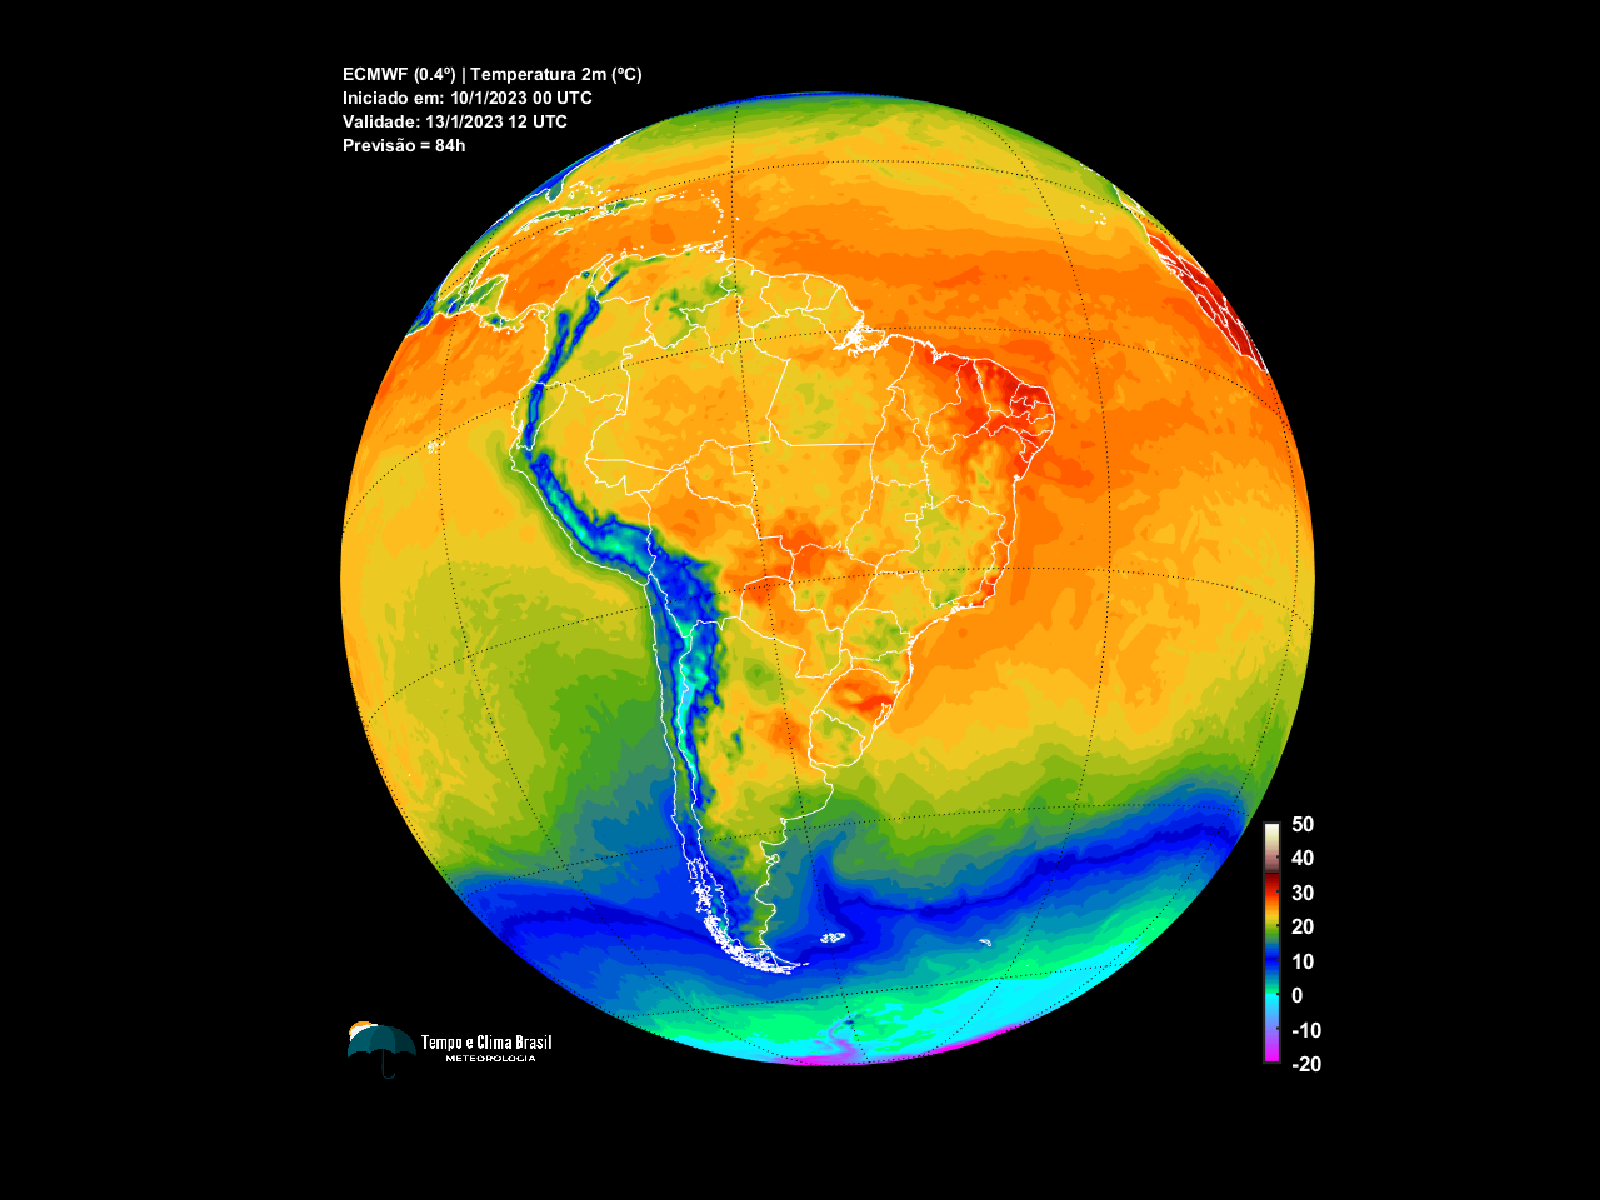 ECMWF (0.4º) | Temperatura 2m (ºC)
Iniciado em: 10/1/2023 00 UTC
Validade: 13/1/2023 12 UTC
Previsão = 84h
50
40
30
20
10
0
-10
-20
Tempo e Clima Brasil
METEOROLOGIA